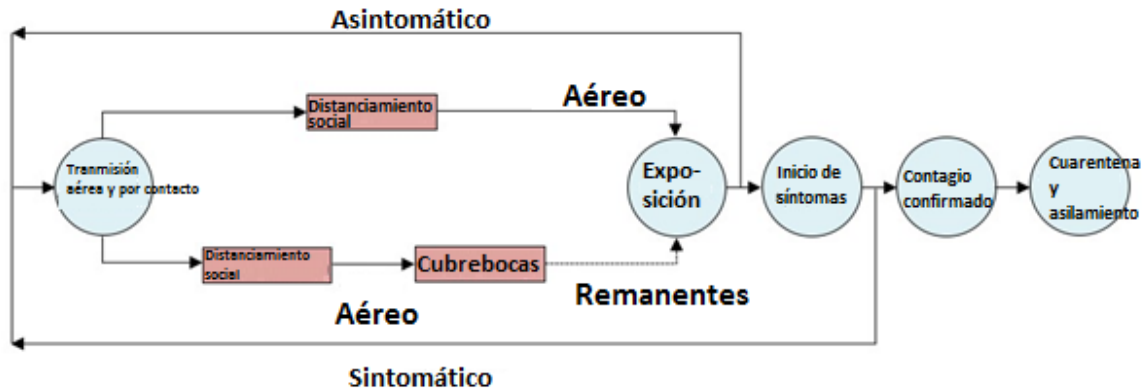 Asintomático
Distanciamiento
social
Aéreo
Tranmisión
aérea y por contacto
Expo-
sición
Inicio de
síntomas
Contagio
confirmado
Cuarentena
y
asilamiento
Distanciamiento
social
Cubrebocas
Aéreo
Remanentes
Sintomático